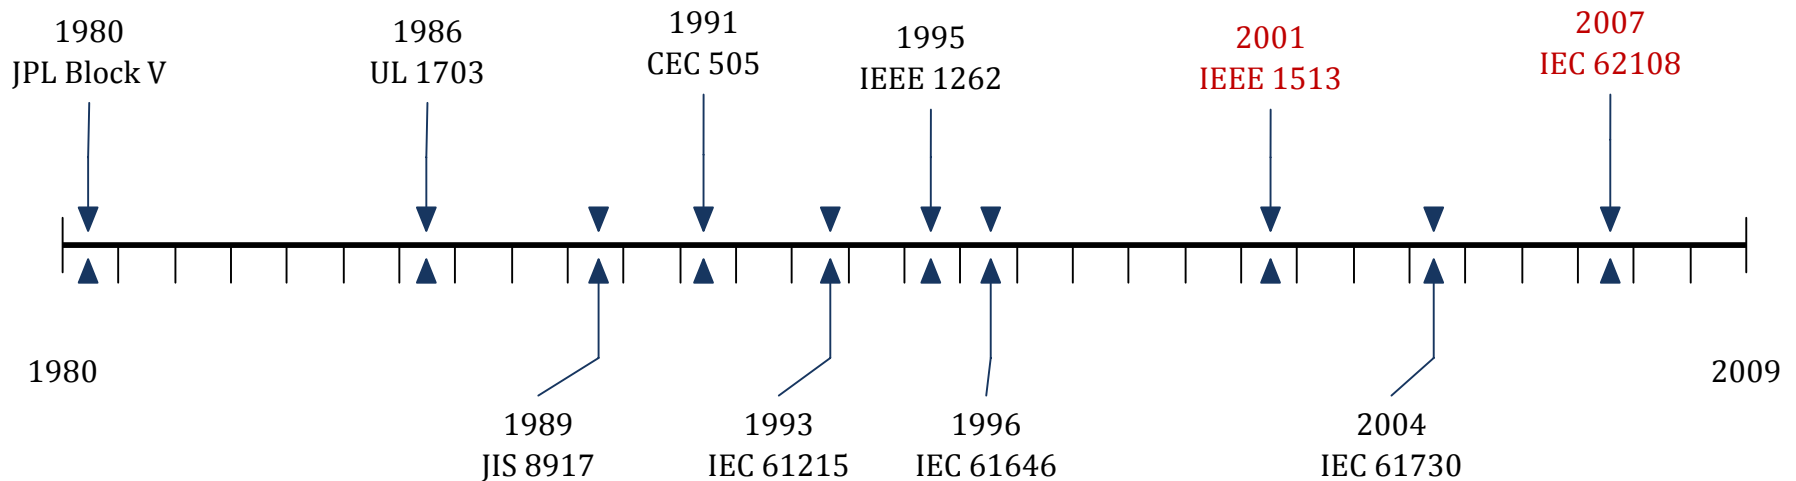 1980
JPL Block V
1986
UL 1703
1991
CEC 505
1995
IEEE 1262
2001
IEEE 1513
2007
IEC 62108
1980
2009
1989
JIS 8917
1993
IEC 61215
1996
IEC 61646
2004
IEC 61730